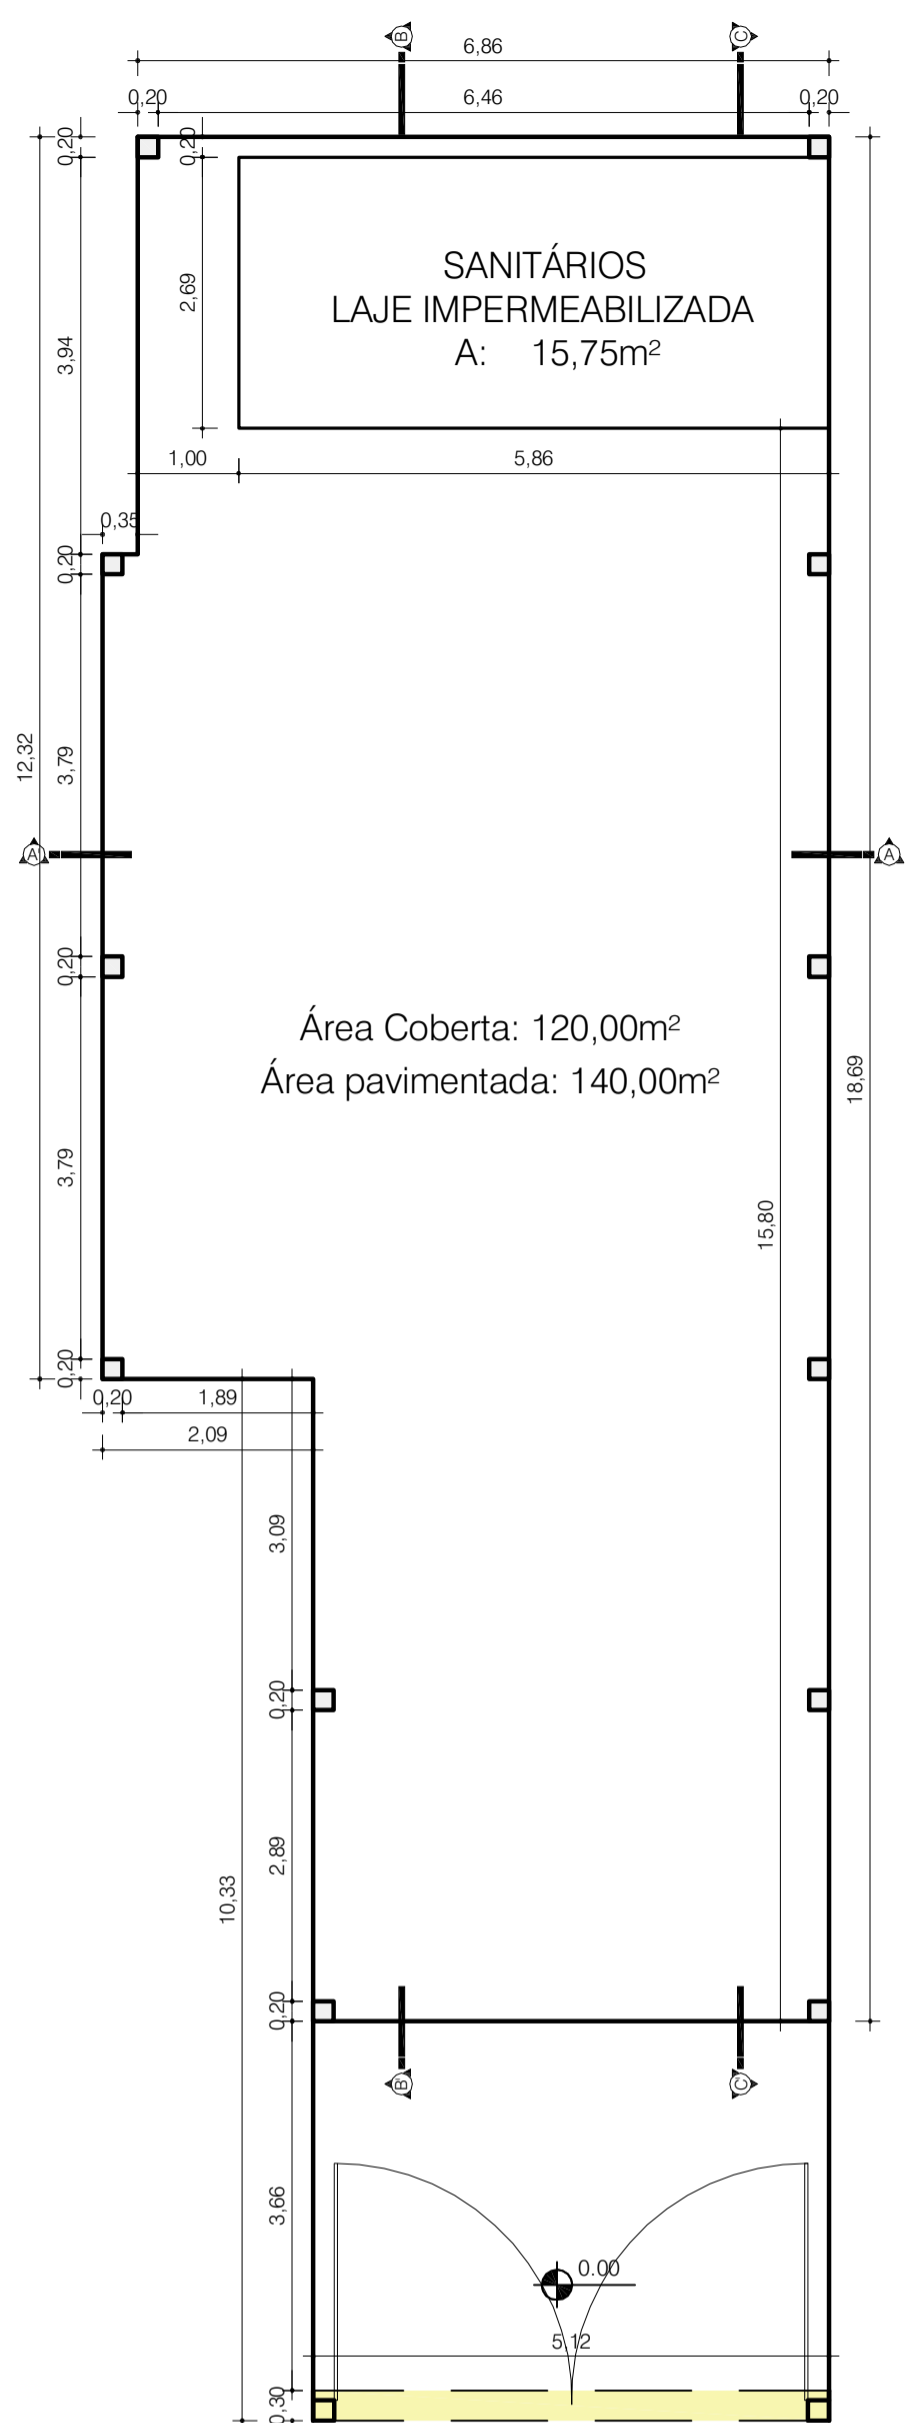 B
C
6,86
0,20
6,46
0,20
0,20
0,20
SANITÁRIOS
LAJE IMPERMEABILIZADA
A: 15,75m²
2,69
3,94
1,00
5,86
0,35
0,20
12,32
3,79
A'
A
0,20
Área Coberta: 120,00m²
Área pavimentada: 140,00m²
18,69
3,79
15,80
0,20
0,20
1,89
2,09
3,09
0,20
2,89
10,33
0,20
B'
C'
3,66
0.00
5,12
0,30